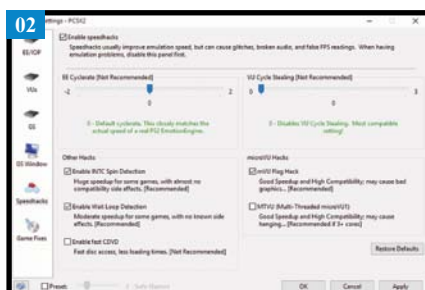 02
ttings - PCSX2
EE/IOP
VUs
GS
GS Window
Speedhacks
Game Fixes
Enable speedhacks
Speedhacks usually improve emulation speed, but can cause glitches, broken audio, and false FPS readings. When having
emulation problems, disable this panel first.
EE Cyclerate [Not Recommended]
-2
2
0
0 - Default cyclerate. This closely matches the
actual speed of a real PS2 EmotionEngine.
VU Cycle Stealing [Not Recommended]
0
3
0
0 - Disables VU Cycle Stealing. Most compatible
setting!
Other Hacks
Enable INTC Spin Detection
Huge speedup for some games, with almost no
compatibility side effects. [Recommended]
Enable Wait Loop Detection
Moderate speedup for some games, with no known side
effects. [Recommended]
Enable fast CDVD
Fast disc access, less loading times. [Not Recommended]
microVU Hacks
mVU Flag Hack
Good Speedup and High Compatibility; may cause bad
graphics... [Recommended]
MTVU (Multi-Threaded microVU1)
Good Speedup and High Compatibility; may cause
hanging... [Recommended if 3+ cores]
Restore Defaults
Preset:
2 - Safe (faster)
OK
Cancel
Apply